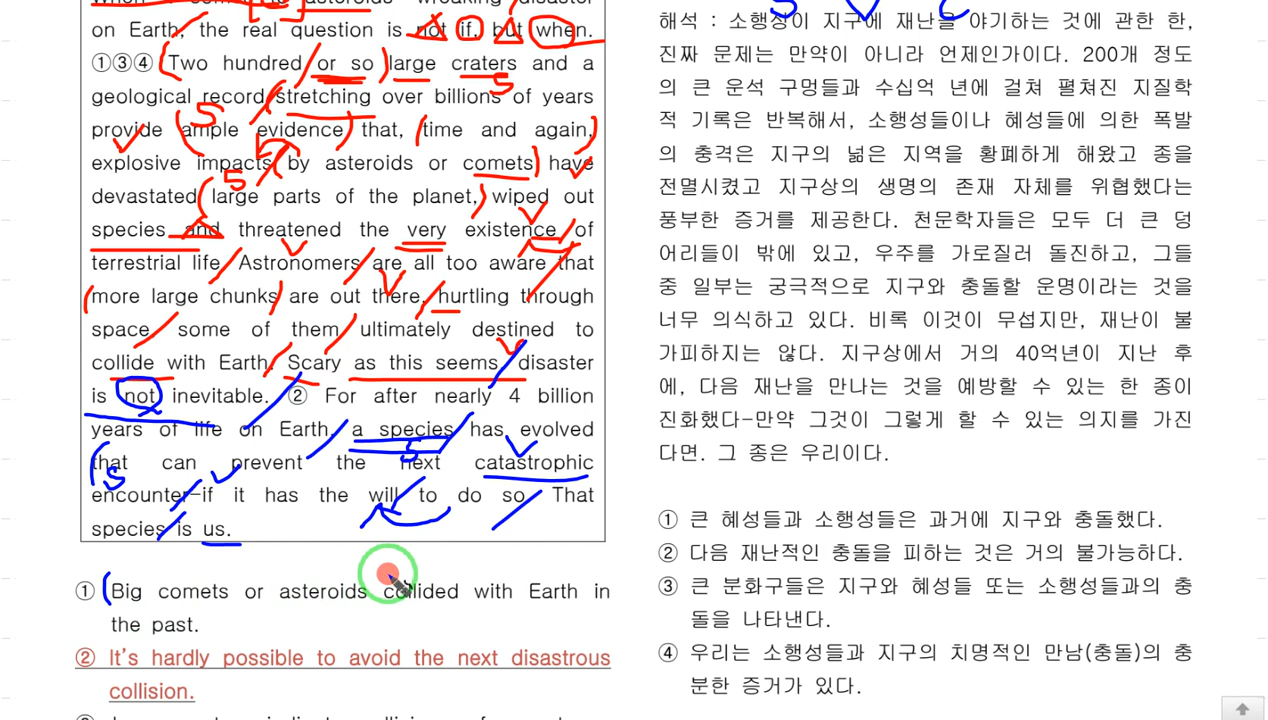 When it comes to asteroids wreaking disaster
on Earth, the real question is not if, but when.
①③④ Two hundred or so large craters and a
geological record stretching over billions of years
provide ample evidence that, time and again,
explosive impacts by asteroids or comets have
devastated large parts of the planet, wiped out
species and threatened the very existence of
terrestrial life. Astronomers are all too aware that
more large chunks are out there, hurtling through
space, some of them ultimately destined to
collide with Earth. Scary as this seems, disaster
is not inevitable. ② For after nearly 4 billion
years of life on Earth, a species has evolved
that can prevent the next catastrophic
encounter-if it has the will to do so. That
species is us.
① Big comets or asteroids collided with Earth in
the past.
② It's hardly possible to avoid the next disastrous
collision.
해석 : 소행성이 지구에 재난을 야기하는 것에 관한 한,
진짜 문제는 만약이 아니라 언제인가이다. 200개 정도
의 큰 운석 구멍들과 수십억 년에 걸쳐 펼쳐진 지질학
적 기록은 반복해서, 소행성들이나 혜성들에 의한 폭발
의 충격은 지구의 넓은 지역을 황폐하게 해왔고 종을
전멸시켰고 지구상의 생명의 존재 자체를 위협했다는
풍부한 증거를 제공한다. 천문학자들은 모두 더 큰 덩
어리들이 밖에 있고, 우주를 가로질러 돌진하고, 그들
중 일부는 궁극적으로 지구와 충돌할 운명이라는 것을
너무 의식하고 있다. 비록 이것이 무섭지만, 재난이 불
가피하지는 않다. 지구상에서 거의 40억년이 지난 후
에, 다음 재난을 만나는 것을 예방할 수 있는 한 종이
진화했다-만약 그것이 그렇게 할 수 있는 의지를 가진
다면. 그 종은 우리이다.
① 큰 혜성들과 소행성들은 과거에 지구와 충돌했다.
② 다음 재난적인 충돌을 피하는 것은 거의 불가능하다.
③ 큰 분화구들은 지구와 혜성들 또는 소행성들과의 충
돌을 나타낸다.
④ 우리는 소행성들과 지구의 치명적인 만남(충돌)의 충
분한 증거가 있다.